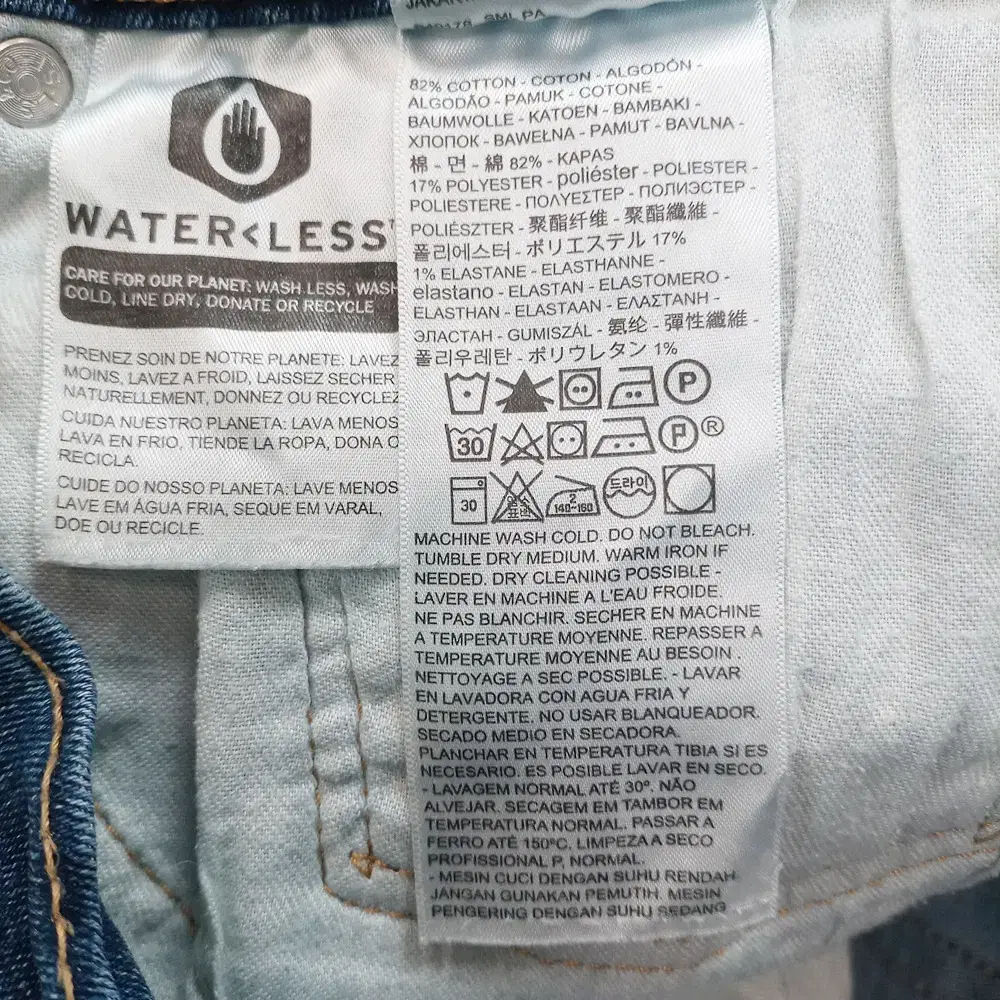 WATER<LESS
CARE FOR OUR PLANET: WASH LESS, WASH
COLD, LINE DRY, DONATE OR RECYCLE
PRENEZ SOIN DE NOTRE PLANETE: LAVEZ
MOINS, LAVEZ A FROID, LAISSEZ SECHER
NATURELLEMENT, DONNEZ OU RECYCLEZ
CUIDA NUESTRO PLANETA: LAVA MENOS
LAVA EN FRIO, TIENDE LA ROPA, DONA O
RECICLA.
CUIDE DO NOSSO PLANETA: LAVE MENOS
LAVE EM ÁGUA FRIA, SEQUE EM VARAL,
DOE OU RECICLE.
SML PA
82% COTTON - COTON - ALGODÓN -
ALGODÃO - PAMUK - COTONE -
BAUMWOLLE - KATOEN - BAMBAKI -
ХЛОПОК - BAWEŁNA - PAMUT - BAVLNA -
棉 - 면 - 綿 82% - KAPAS
17% POLYESTER - poliéster - POLIESTER -
POLIESTERE - ΠΟΛΥΕΣΤΕΡ - ПОЛИЭСТЕР -
POLIÉSZTER - 聚酯纤维 - 聚酯纖維 -
폴리에스터 - ポリエステル 17%
1% ELASTANE - ELASTHANNE -
elastano - ELASTAN - ELASTOMERO -
ELASTHAN - ELASTAAN - ΕΛΑΣΤΑΝΗ -
ЭЛАСТАН - GUMISZÁL - 氨纶 - 彈性纖維 -
폴리우레탄 - ポリウレタン 1%
P
30 P ®
30 염소표백 2 140~160 드라이
MACHINE WASH COLD. DO NOT BLEACH.
TUMBLE DRY MEDIUM. WARM IRON IF
NEEDED. DRY CLEANING POSSIBLE -
LAVER EN MACHINE A L'EAU FROIDE.
NE PAS BLANCHIR. SECHER EN MACHINE
A TEMPERATURE MOYENNE. REPASSER A
TEMPERATURE MOYENNE AU BESOIN.
NETTOYAGE A SEC POSSIBLE. - LAVAR
EN LAVADORA CON AGUA FRIA Y
DETERGENTE. NO USAR BLANQUEADOR.
SECADO MEDIO EN SECADORA.
PLANCHAR EN TEMPERATURA TIBIA SI ES
NECESARIO. ES POSIBLE LAVAR EN SECO.
- LAVAGEM NORMAL ATÉ 30º. NÃO
ALVEJAR. SECAGEM EM TAMBOR EM
TEMPERATURA NORMAL. PASSAR A
FERRO ATÉ 150ºC. LIMPEZA A SECO
PROFISSIONAL P, NORMAL.
- MESIN CUCI DENGAN SUHU RENDAH
JANGAN GUNAKAN PEMUTIH. MESIN
PENGERING DENGAN SUHU SEDANG